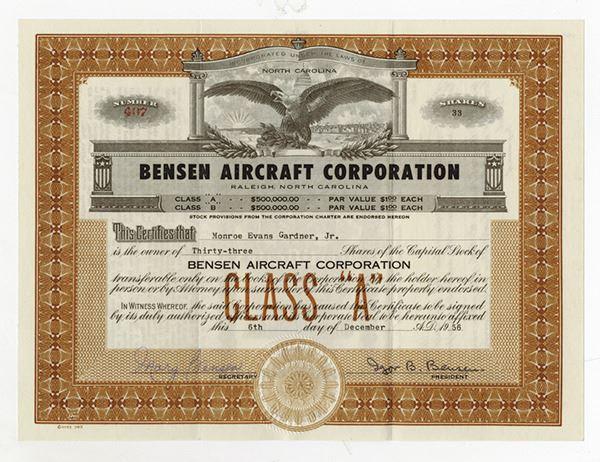 INCORPORATED UNDER THE LAWS OF
NORTH CAROLINA
NUMBER
407
SHARES
33
BENSEN AIRCRAFT CORPORATION
RALEIGH, NORTH CAROLINA
CLASS "A" - - - $500,000.00 - - - PAR VALUE $1.00 EACH
CLASS B - - - $500,000.00 - - - PAR VALUE $1.00 EACH
STOCK PROVISIONS FROM THE CORPORATION CHARTER ARE ENDORSED HEREON
This Certifies that Monroe Evans Gardner, Jr.
is the owner of Thirty-three Shares of the Capital Stock of
BENSEN AIRCRAFT CORPORATION
transferable only on the books of the Corporation by the holder hereof in
person or by Attorney upon surrender of this Certificate properly endorsed.
CLASS "A"
IN WITNESS WHEREOF, the said Corporation has caused this Certificate to be signed
by its duly authorized officers and its Corporate Seal to be hereunto affixed
this 6th day of December A.D. 1956
Mary Bensen
Igor B. Bensen
SECRETARY
PRESIDENT